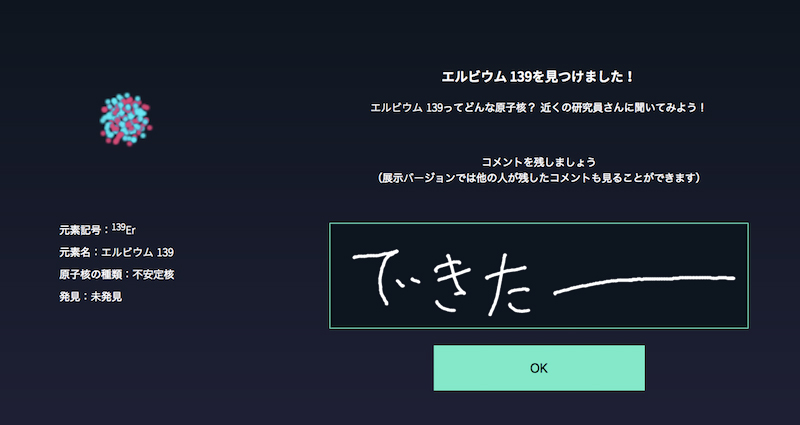 エルビウム 139を見つけました！
エルビウム 139ってどんな原子核？ 近くの研究員さんに聞いてみよう！
コメントを残しましょう
（展示バージョンでは他の人が残したコメントも見ることができます）
元素記号：¹³⁹Er
元素名：エルビウム 139
原子核の種類：不安定核
発見：未発見
できたー
OK